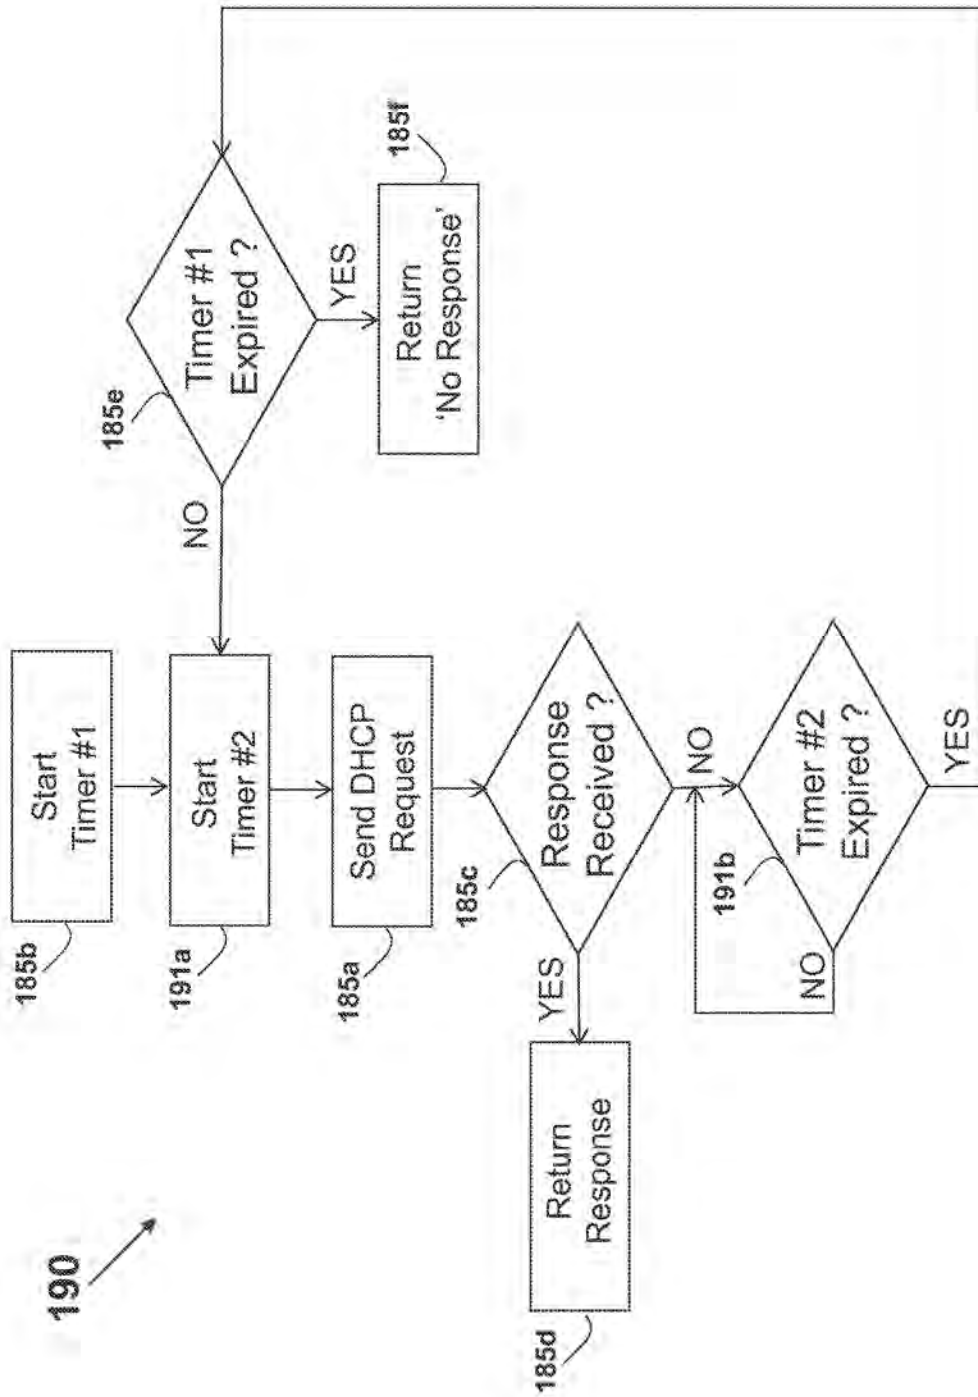 190
185b
Start
Timer #1
191a
Start
Timer #2
185a
Send DHCP
Request
185c
Response
Received ?
YES
185d
Return
Response
NO
191b
Timer #2
Expired ?
NO
YES
185e
Timer #1
Expired ?
NO
YES
185f
Return
‘No Response’